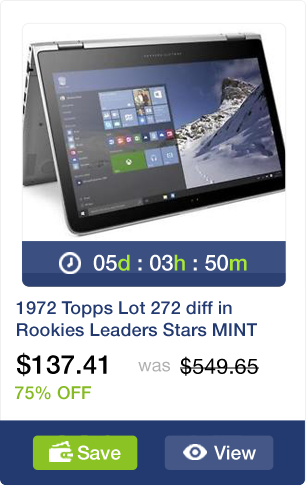 05d : 03h : 50m
1972 Topps Lot 272 diff in
Rookies Leaders Stars MINT
$137.41 was $549.65
75% OFF
Save View